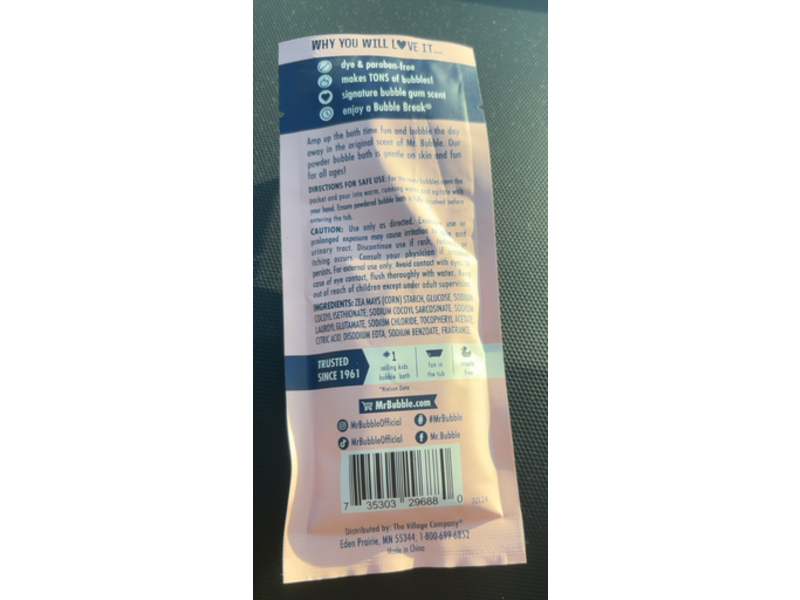 WHY YOU WILL L♥VE IT...
dye & paraben-free
makes TONS of bubbles!
signature bubble gum scent
enjoy a Bubble Break®
Amp up the bath time fun and bubble the day
away in the original scent of Mr. Bubble. Our
powder bubble bath is gentle on skin and fun
for all ages!
DIRECTIONS FOR SAFE USE: For the most bubbles open the
packet and pour into warm, running water and agitate with
your hand. Ensure powdered bubble bath is fully dissolved before
entering the tub.
CAUTION: Use only as directed. Excessive use or
prolonged exposure may cause irritation to skin and
urinary tract. Discontinue use if rash, redness or
itching occurs. Consult your physician if irritation
persists. For external use only. Avoid contact with eyes. In
case of eye contact, flush thoroughly with water. Keep
out of reach of children except under adult supervision.
INGREDIENTS: ZEA MAYS (CORN) STARCH, GLUCOSE, SODIUM
COCOYL ISETHIONATE, SODIUM COCOYL SARCOSINATE, SODIUM
LAUROYL GLUTAMATE, SODIUM CHLORIDE, TOCOPHERYL ACETATE,
CITRIC ACID, DISODIUM EDTA, SODIUM BENZOATE, FRAGRANCE.
TRUSTED
SINCE 1961
#1
selling kids
bubble bath
fun in
the tub
free
*Nielsen Data
MrBubble.com
MrBubbleOfficial
#MrBubble
MrBubbleOfficial
Mr.Bubble
7 35303 29688 0
Distributed by: The Village Company®
Eden Prairie, MN 55344, 1-800-699-6852
Made in China